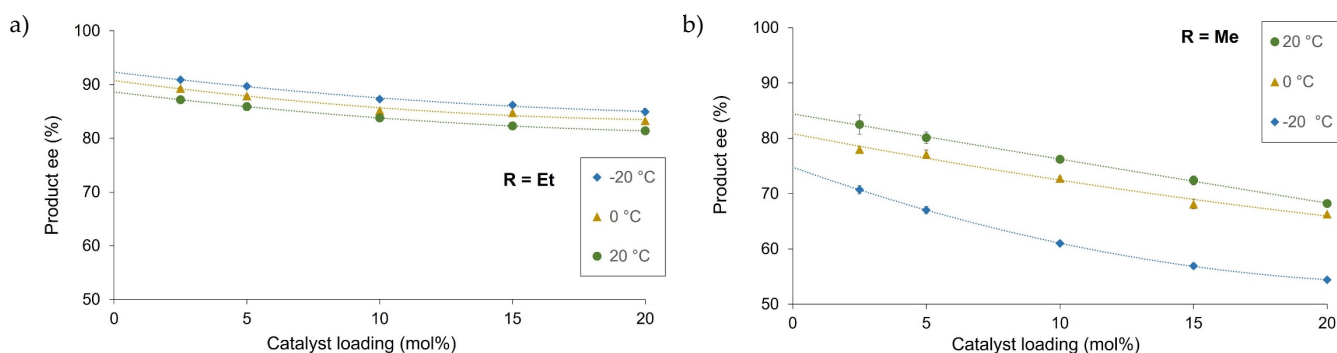 a)
100
90
80
70
60
50
Product ee (%)
0 5 10 15 20
Catalyst loading (mol%)
R = Et
-20 °C
0 °C
20 °C
b)
100
90
80
70
60
50
Product ee (%)
0 5 10 15 20
Catalyst loading (mol%)
R = Me
20 °C
0 °C
-20 °C